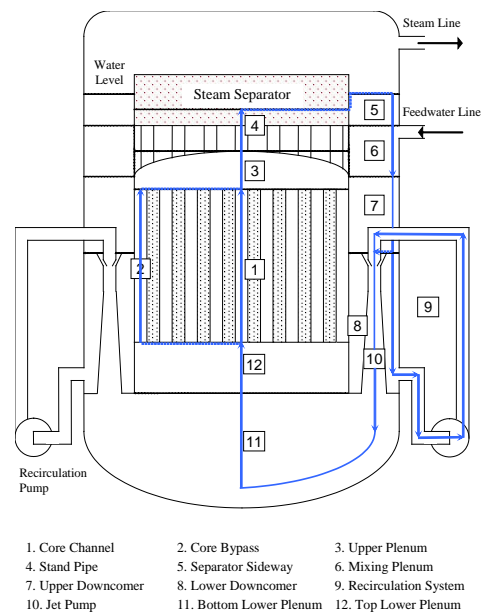 Steam Line
Water
Level
Steam Separator
5
Feedwater Line
4
6
3
7
2
1
9
8
12
10
11
Recirculation
Pump
1. Core Channel 2. Core Bypass 3. Upper Plenum
4. Stand Pipe 5. Separator Sideway 6. Mixing Plenum
7. Upper Downcomer 8. Lower Downcomer 9. Recirculation System
10. Jet Pump 11. Bottom Lower Plenum 12. Top Lower Plenum